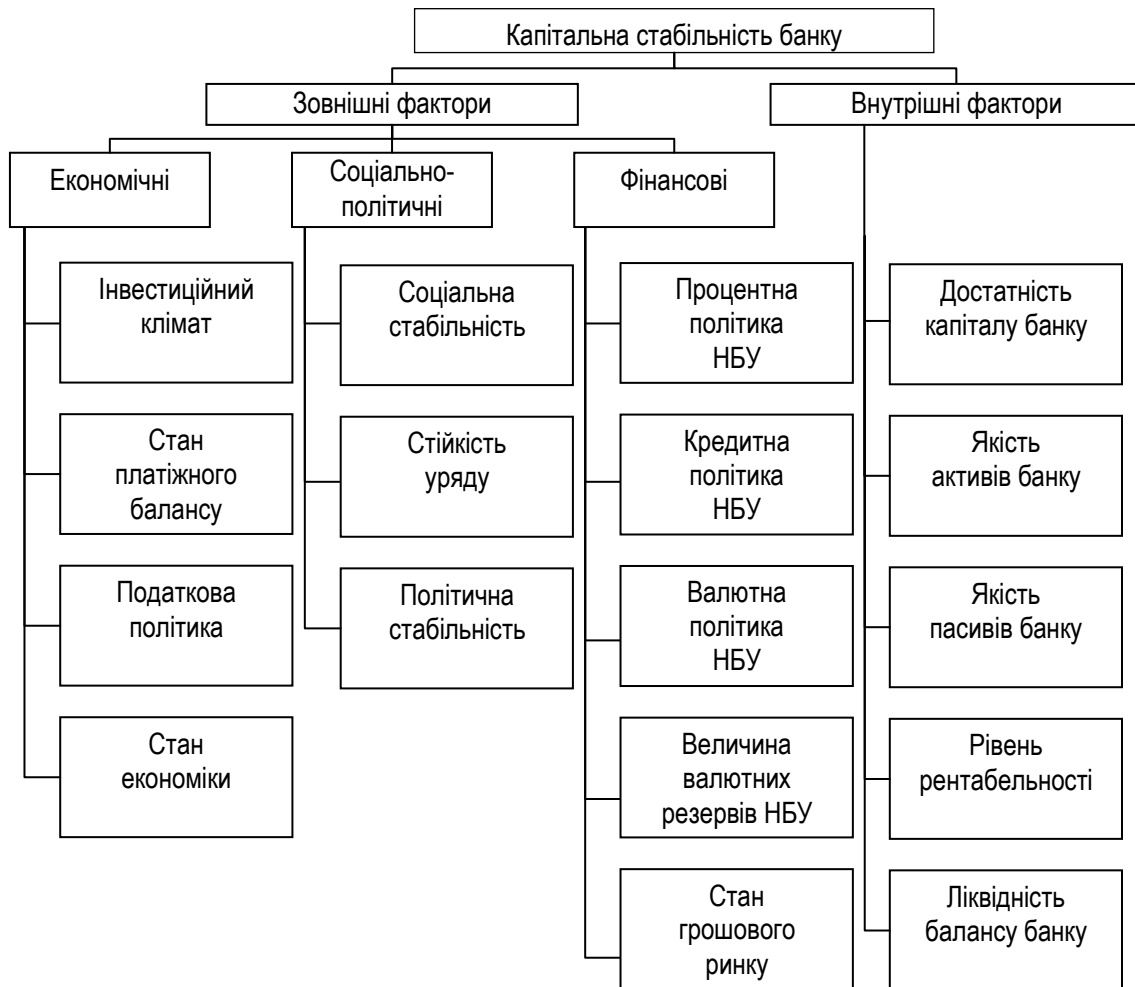 Капітальна стабільність банку
Зовнішні фактори
Внутрішні фактори
Економічні
Соціально-
політичні
Фінансові
Інвестиційний
клімат
Стан
платіжного
балансу
Податкова
політика
Стан
економіки
Соціальна
стабільність
Стійкість
уряду
Політична
стабільність
Процентна
політика
НБУ
Кредитна
політика
НБУ
Валютна
політика
НБУ
Величина
валютних
резервів НБУ
Стан
грошового
ринку
Достатність
капіталу банку
Якість
активів банку
Якість
пасивів банку
Рівень
рентабельності
Ліквідність
балансу банку